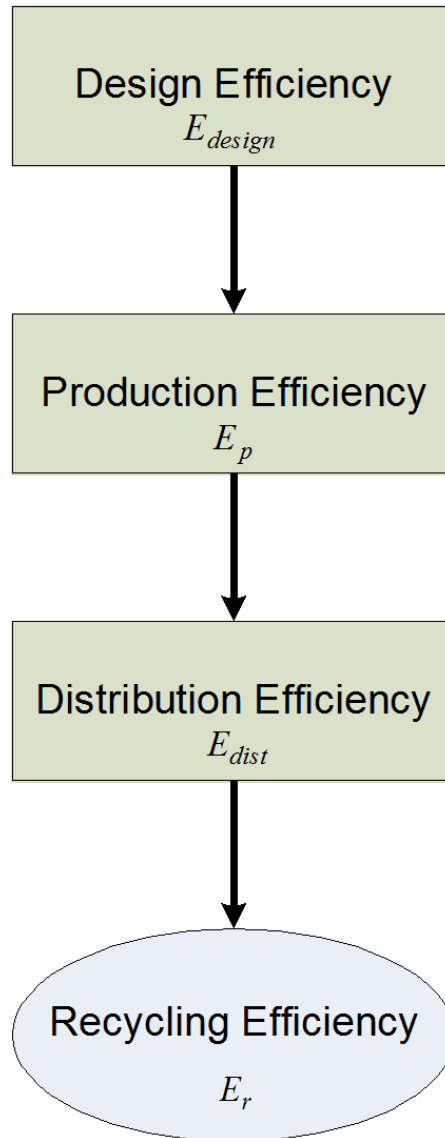 Design Efficiency
E_design
Production Efficiency
E_p
Distribution Efficiency
E_dist
Recycling Efficiency
E_r